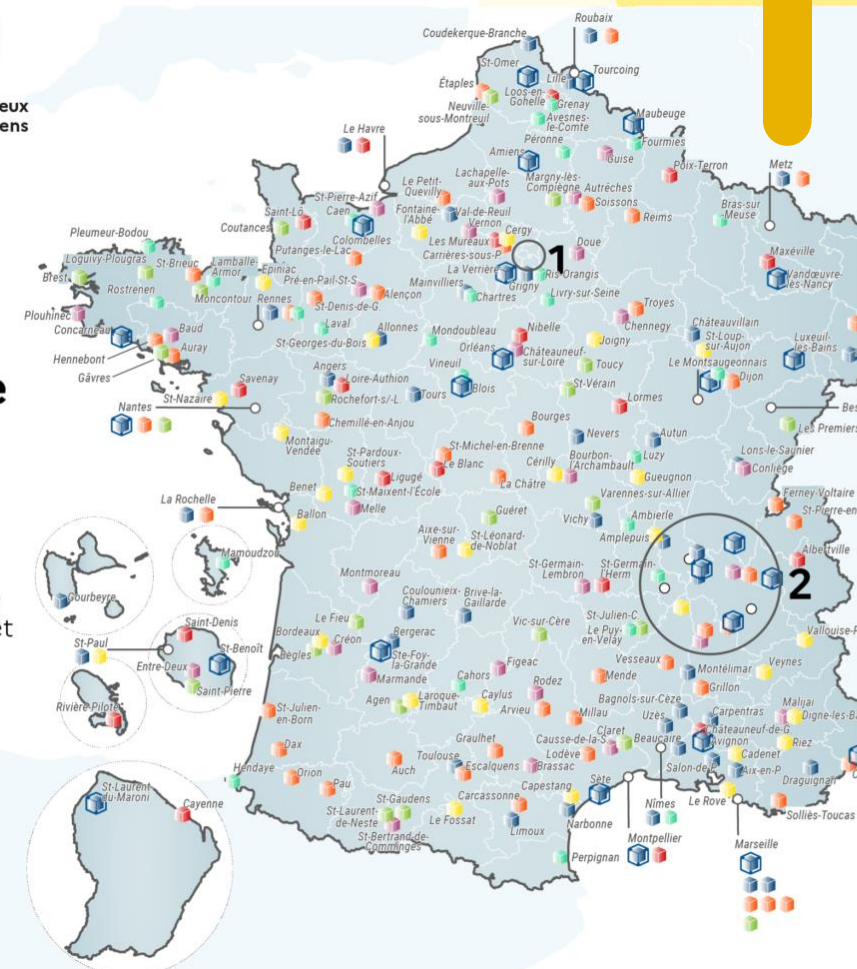 eux
ens
e
et
Roubaix
Coudekerque-Branche
St-Omer
Lille
Tourcoing
Étaples
Loos-en-
Gohelle
Grenay
Neuville-
sous-Montreuil
Avesnes-
le-Comte
Maubeuge
Le Havre
Péronne
Fourmies
Amiens
Guise
Poix-Terron
Metz
Lachapelle-
aux-Pots
Margny-lès-
Compiègne
Autrêches
Le Petit-
Quevilly
St-Pierre-Azif
Soissons
Reims
Bras-sur
-Meuse
Saint-Lô
Caen
Fontaine-
l'Abbé
Val-de-Reuil
Vernon
Coutances
Colombelles
Cergy
Pleumeur-Bodou
Les Mureaux
Doue
Maxéville
Putanges-le-Lac
Carrières-sous-P.
1
Loguivy-Plougras
St-Brieuc
Lamballe-
Armor
Epiniac
La Verrière
Ris-Orangis
Vandœuvre-
lès-Nancy
Brest
Pré-en-Pail-St-S.
Grigny
Rostrenen
Moncontour
Rennes
Alençon
Mainvilliers
Chartres
Livry-sur-Seine
Plouhinec
St-Denis-de-G.
Troyes
Concarneau
Baud
Laval
Allonnes
Mondoubleau
Nibelle
Chennegy
Châteauvillain
St-Georges-du-Bois
Joigny
St-Loup-
sur-Aujon
Luxeuil-
les-Bains
Hennebont
Auray
Orléans
Châteauneuf-
sur-Loire
Le Montsaugeonnais
Gâvres
Angers
Vineuil
Toucy
Dijon
Savenay
Loire-Authion
Blois
St-Vérain
St-Nazaire
Rochefort-s/-L.
Tours
Lormes
Nantes
Bes
Chemillé-en-Anjou
Bourges
Les Premiers
Montaigu-
Vendée
Nevers
Autun
St-Michel-en-Brenne
Lons-le-Saunier
St-Pardoux-
Soutiers
Le Blanc
Cérilly
Bourbon-
l'Archambault
Luzy
Conliège
Ligugé
La Châtre
Gueugnon
Benet
St-Maixent-l'École
Varennes-sur-Allier
Ferney-Voltaire
La Rochelle
Melle
Guéret
St-Pierre-en
Ballon
Vichy
Ambierle
Aixe-sur-
Vienne
St-Léonard-
de-Noblat
Amplepuis
Mamoudzou
St-Germain-
Lembron
St-Germain-
l'Herm
Albertville
Montmoreau
2
Gourbeyre
Coulounieix-
Chamiers
Brive-la-
Gaillarde
Saint-Denis
Le Fieu
St-Julien-C.
St-Paul
St-Benoît
Bordeaux
Bergerac
Vic-sur-Cère
Le Puy-
en-Velay
Vallouise-P
Créon
Entre-Deux
Bègles
Ste-Foy-
la-Grande
Figeac
Vesseaux
Veynes
Saint-Pierre
Marmande
Cahors
Rodez
Mende
Montélimar
Rivière-Pilote
St-Julien-
en-Born
Agen
Laroque-
Timbaut
Caylus
Arvieu
Grillon
Millau
Bagnols-sur-Cèze
Malijai
Uzès
Carpentras
Digne-les-Ba
Dax
Graulhet
Causse-de-la-S.
Claret
Châteauneuf-de-G.
Riez
Toulouse
Lodève
Beaucaire
Avignon
Cadenet
Hendaye
Orion
Auch
Escalquens
Brassac
Salon-de-P.
Aix-en-P.
Draguignan
St-Laurent
-du-Maroni
Pau
Capestang
Sète
Cayenne
St-Gaudens
Carcassonne
Nîmes
Le Rove
St-Laurent-
de-Neste
Le Fossat
Narbonne
Solliès-Toucas
St-Bertrand-de-
Comminges
Limoux
Montpellier
Marseille
Perpignan